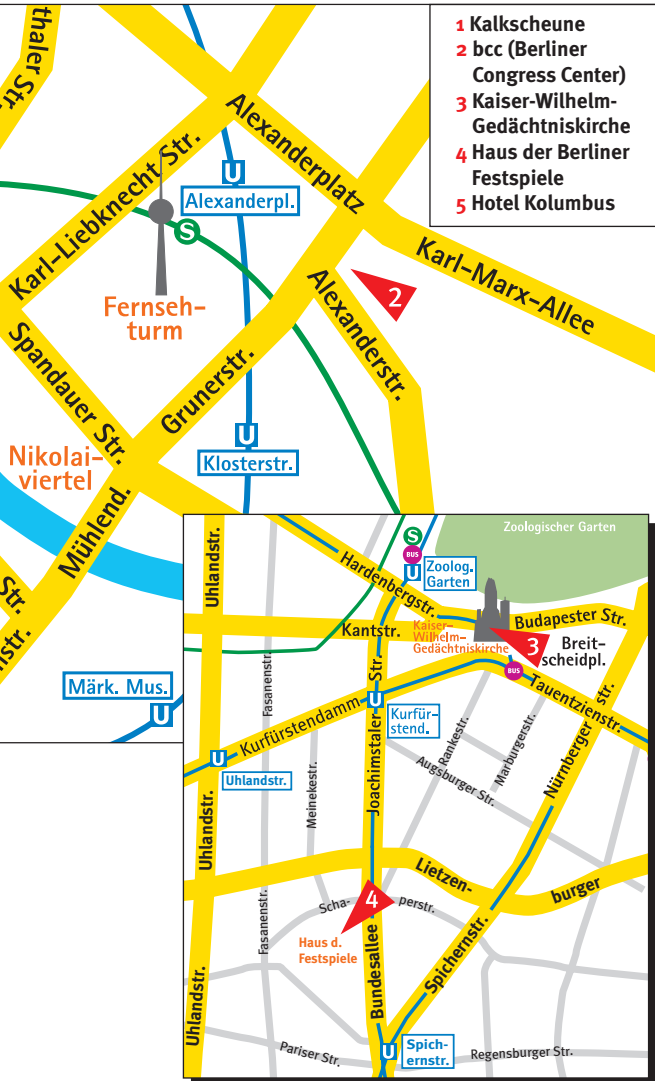 1 Kalkscheune
2 bcc (Berliner
Congress Center)
3 Kaiser-Wilhelm-
Gedächtniskirche
4 Haus der Berliner
Festspiele
5 Hotel Kolumbus
thaler Str.
Alexanderplatz
Karl-Liebknecht Str.
U
Alexanderpl.
S
Karl-Marx-Allee
2
Fernseh-
turm
Alexanderstr.
Spandauer Str.
Grunerstr.
U
Klosterstr.
Nikolai-
viertel
Mühlend.
Str.
nstr.
Märk. Mus.
U
Zoologischer Garten
S
BUS
U
Zoolog.
Garten
Uhlandstr.
Hardenbergstr.
Budapester Str.
Kantstr.
Kaiser-
Wilhelm-
Gedächtniskirche
3
Breit-
scheidpl.
BUS
Tauentzienstr.
Fasanenstr.
Kurfürstendamm
Joachimstaler Str.
U
Kurfür-
stend.
Rankestr.
Marburgerstr.
Nürnberger str.
U
Uhlandstr.
Augsburger Str.
Meinekestr.
Uhlandstr.
Lietzen-
burger
Scha-
perstr.
4
Haus d.
Festspiele
Fasanenstr.
Bundesallee
Spichernstr.
Uhlandstr.
U
Spich-
ernstr.
Pariser Str.
Regensburger Str.